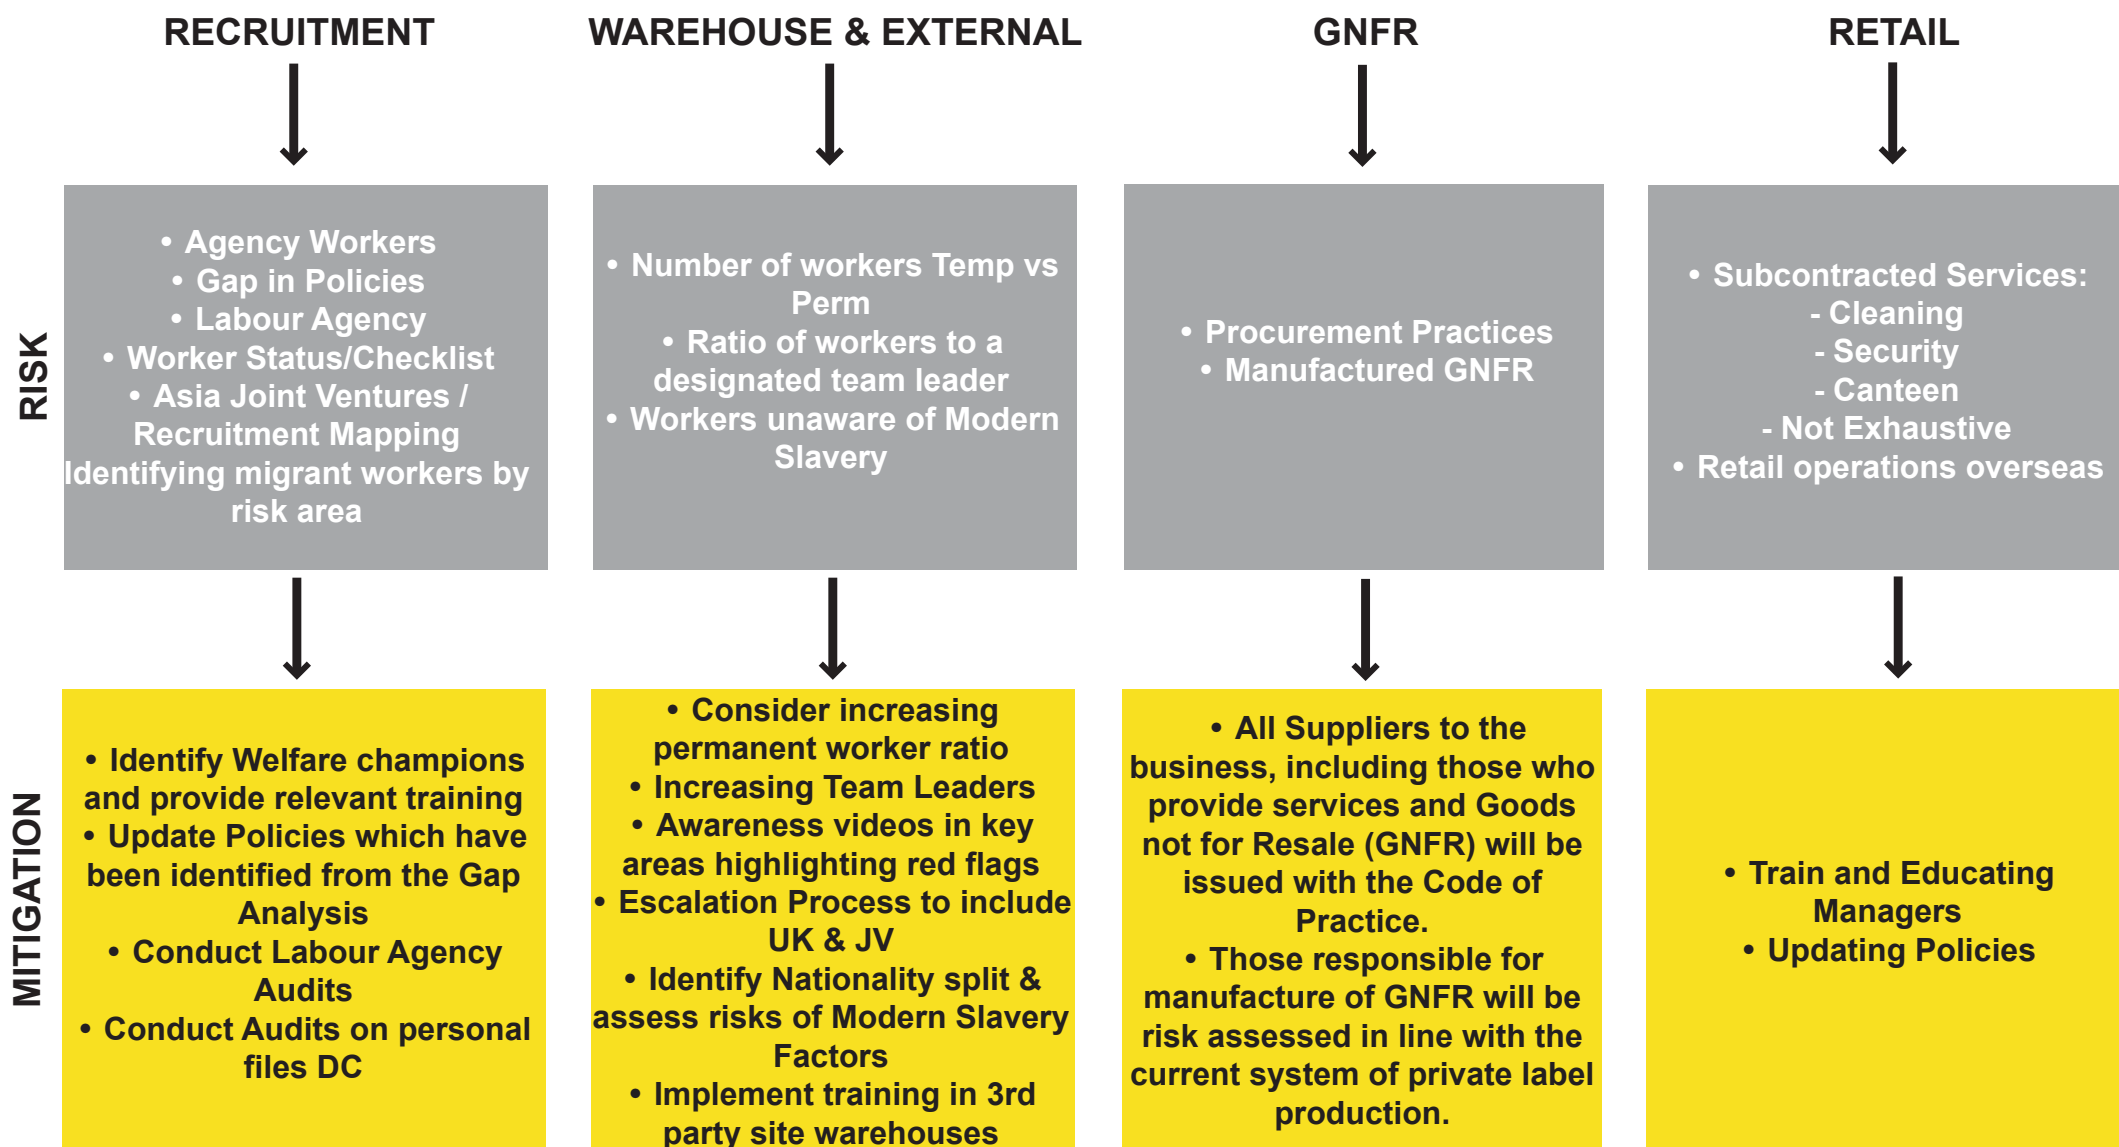 RECRUITMENT
WAREHOUSE & EXTERNAL
GNFR
RETAIL
RISK
• Agency Workers
• Gap in Policies
• Labour Agency
• Worker Status/Checklist
• Asia Joint Ventures /
Recruitment Mapping
Identifying migrant workers by
risk area
• Number of workers Temp vs
Perm
• Ratio of workers to a
designated team leader
• Workers unaware of Modern
Slavery
• Procurement Practices
• Manufactured GNFR
• Subcontracted Services:
- Cleaning
- Security
- Canteen
- Not Exhaustive
• Retail operations overseas
MITIGATION
• Identify Welfare champions
and provide relevant training
• Update Policies which have
been identified from the Gap
Analysis
• Conduct Labour Agency
Audits
• Conduct Audits on personal
files DC
• Consider increasing
permanent worker ratio
• Increasing Team Leaders
• Awareness videos in key
areas highlighting red flags
• Escalation Process to include
UK & JV
• Identify Nationality split &
assess risks of Modern Slavery
Factors
• Implement training in 3rd
party site warehouses
• All Suppliers to the
business, including those who
provide services and Goods
not for Resale (GNFR) will be
issued with the Code of
Practice.
• Those responsible for
manufacture of GNFR will be
risk assessed in line with the
current system of private label
production.
• Train and Educating
Managers
• Updating Policies